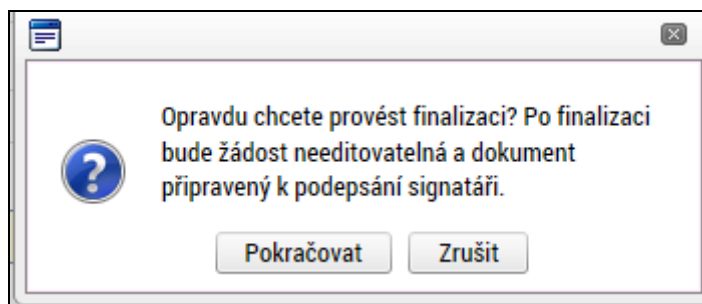 Opravdu chcete provést finalizaci? Po finalizaci
bude žádost needitovatelná a dokument
připravený k podepsání signatáři.
Pokračovat Zrušit